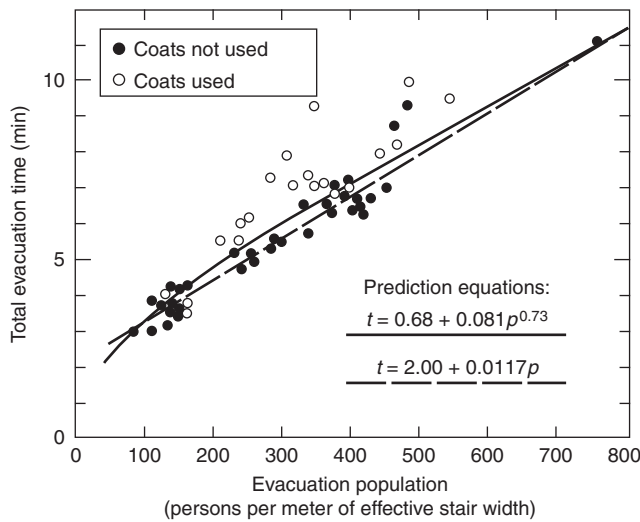 Total evacuation time (min)
10
5
0
Coats not used
Coats used
Prediction equations:
t = 0.68 + 0.081p^0.73
t = 2.00 + 0.0117p
0 100 200 300 400 500 600 700 800
Evacuation population
(persons per meter of effective stair width)